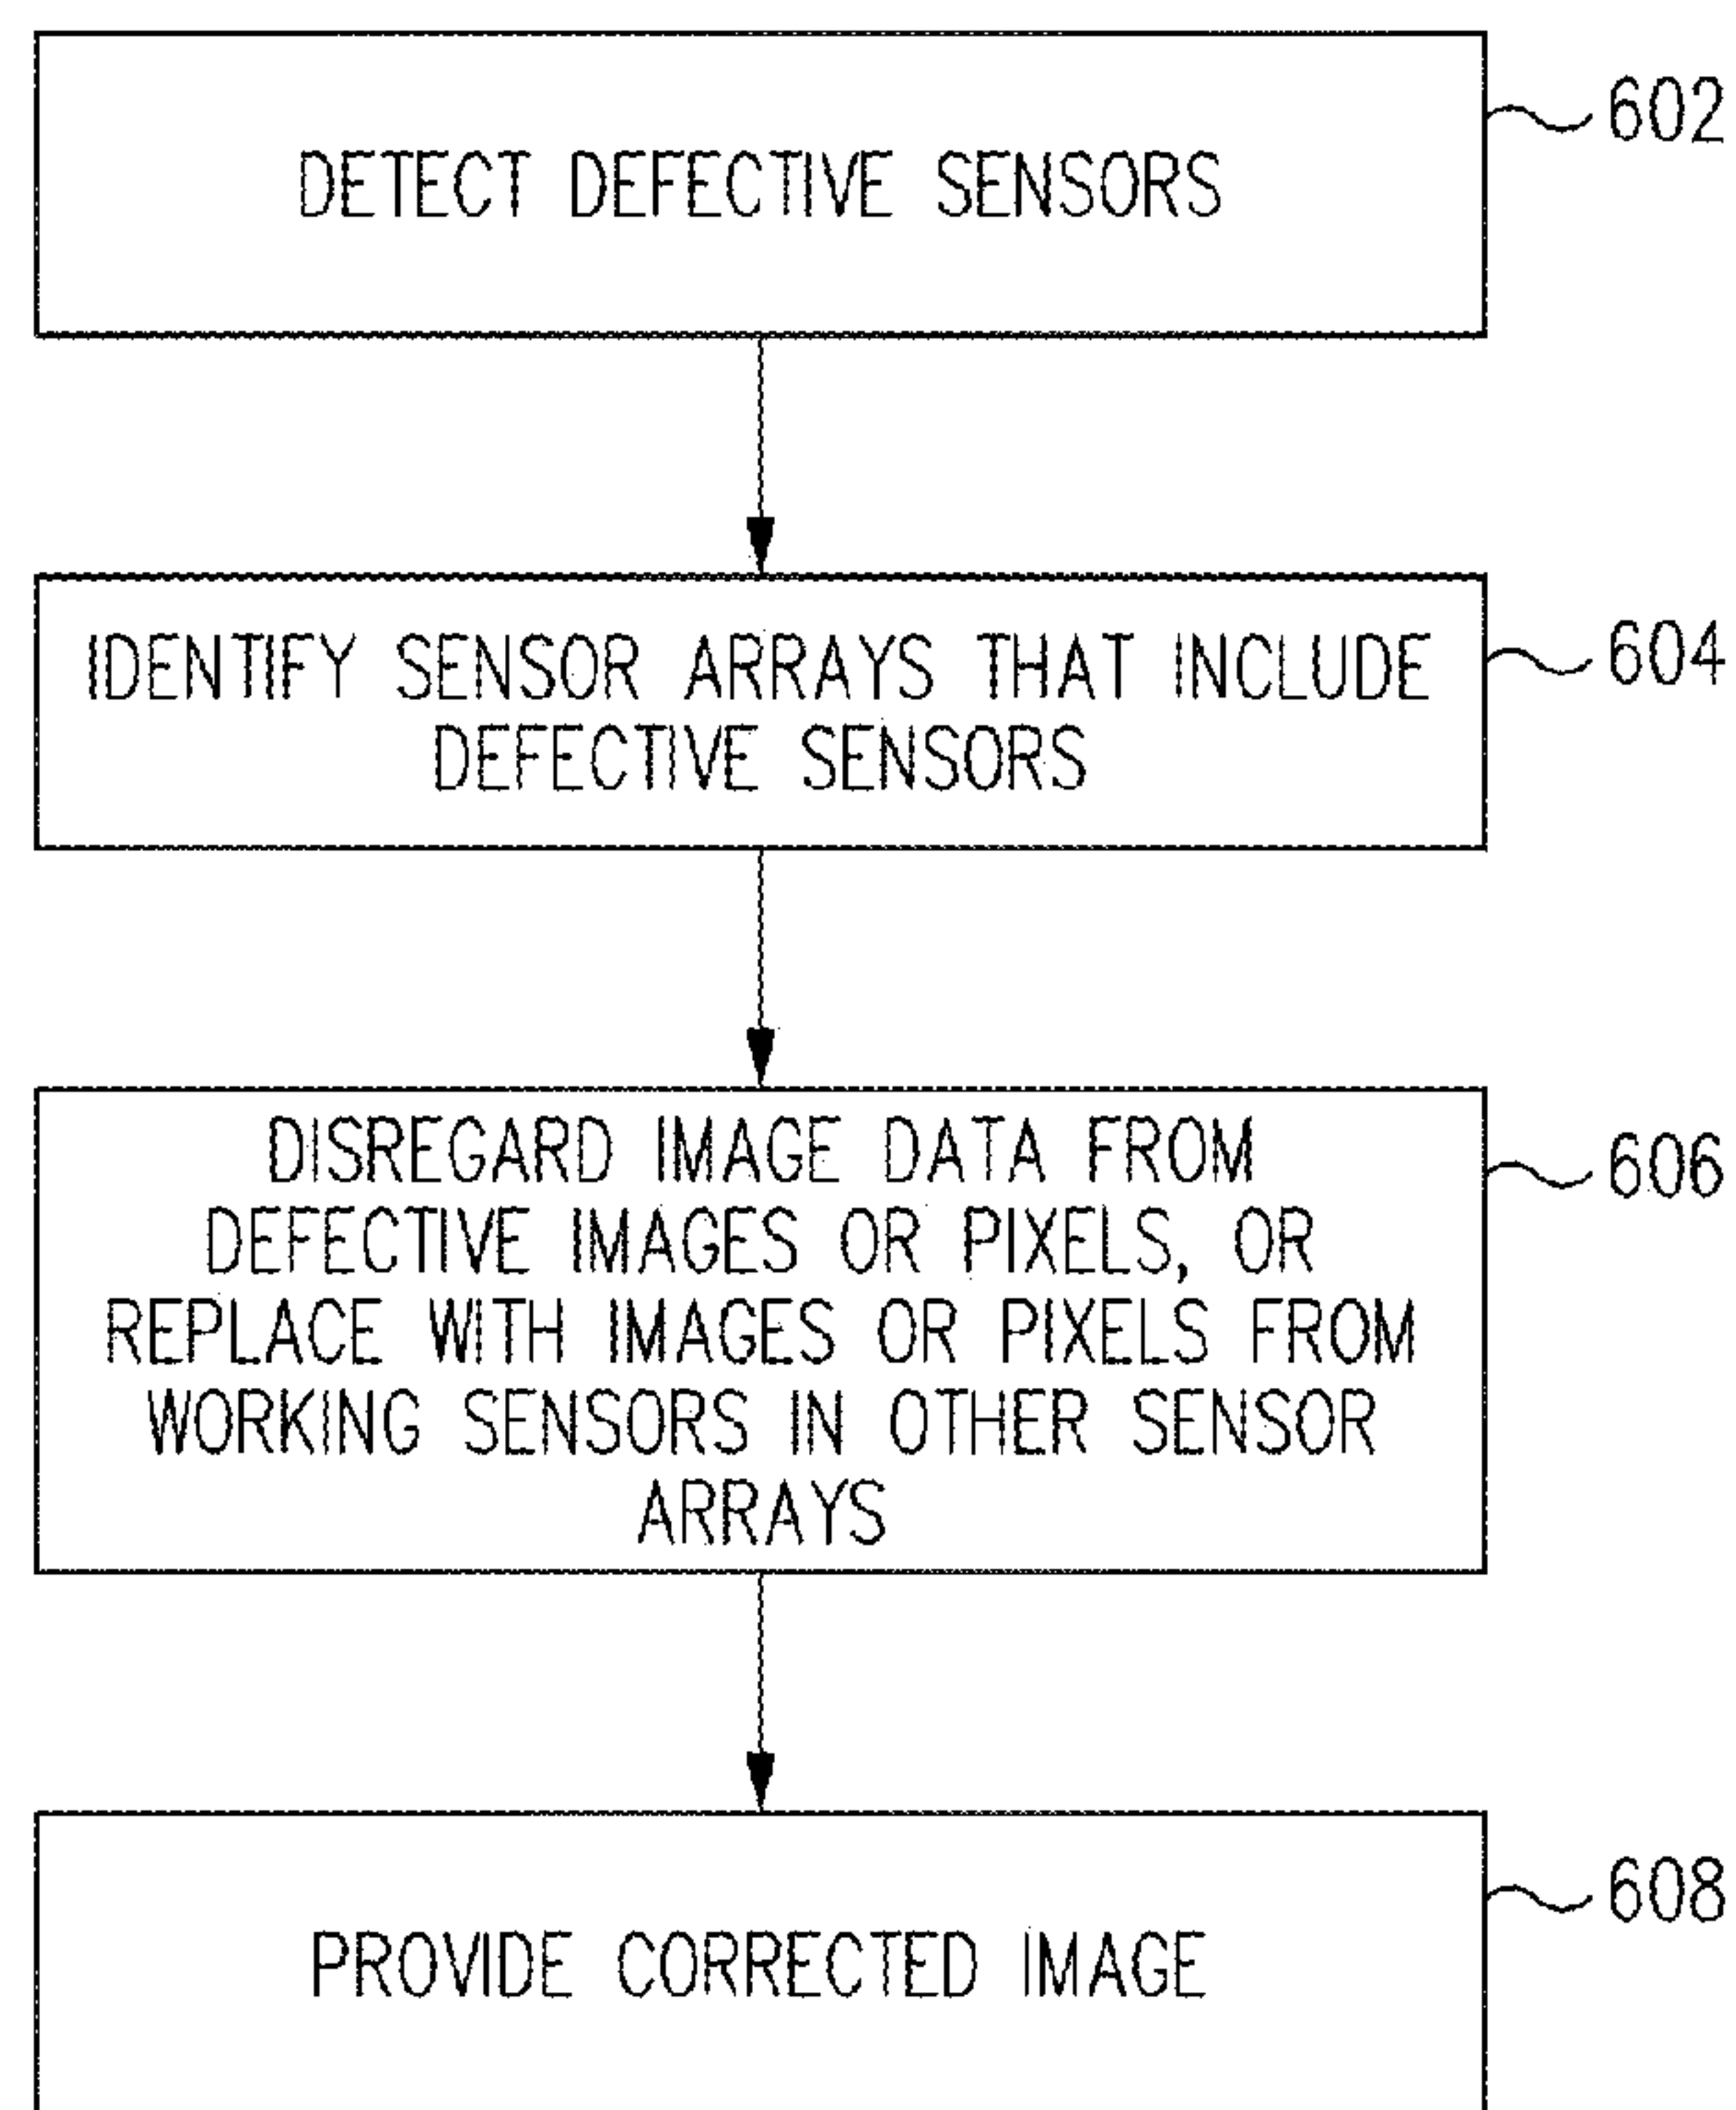 602
DETECT DEFECTIVE SENSORS
604
IDENTIFY SENSOR ARRAYS THAT INCLUDE
DEFECTIVE SENSORS
606
DISREGARD IMAGE DATA FROM
DEFECTIVE IMAGES OR PIXELS, OR
REPLACE WITH IMAGES OR PIXELS FROM
WORKING SENSORS IN OTHER SENSOR
ARRAYS
608
PROVIDE CORRECTED IMAGE